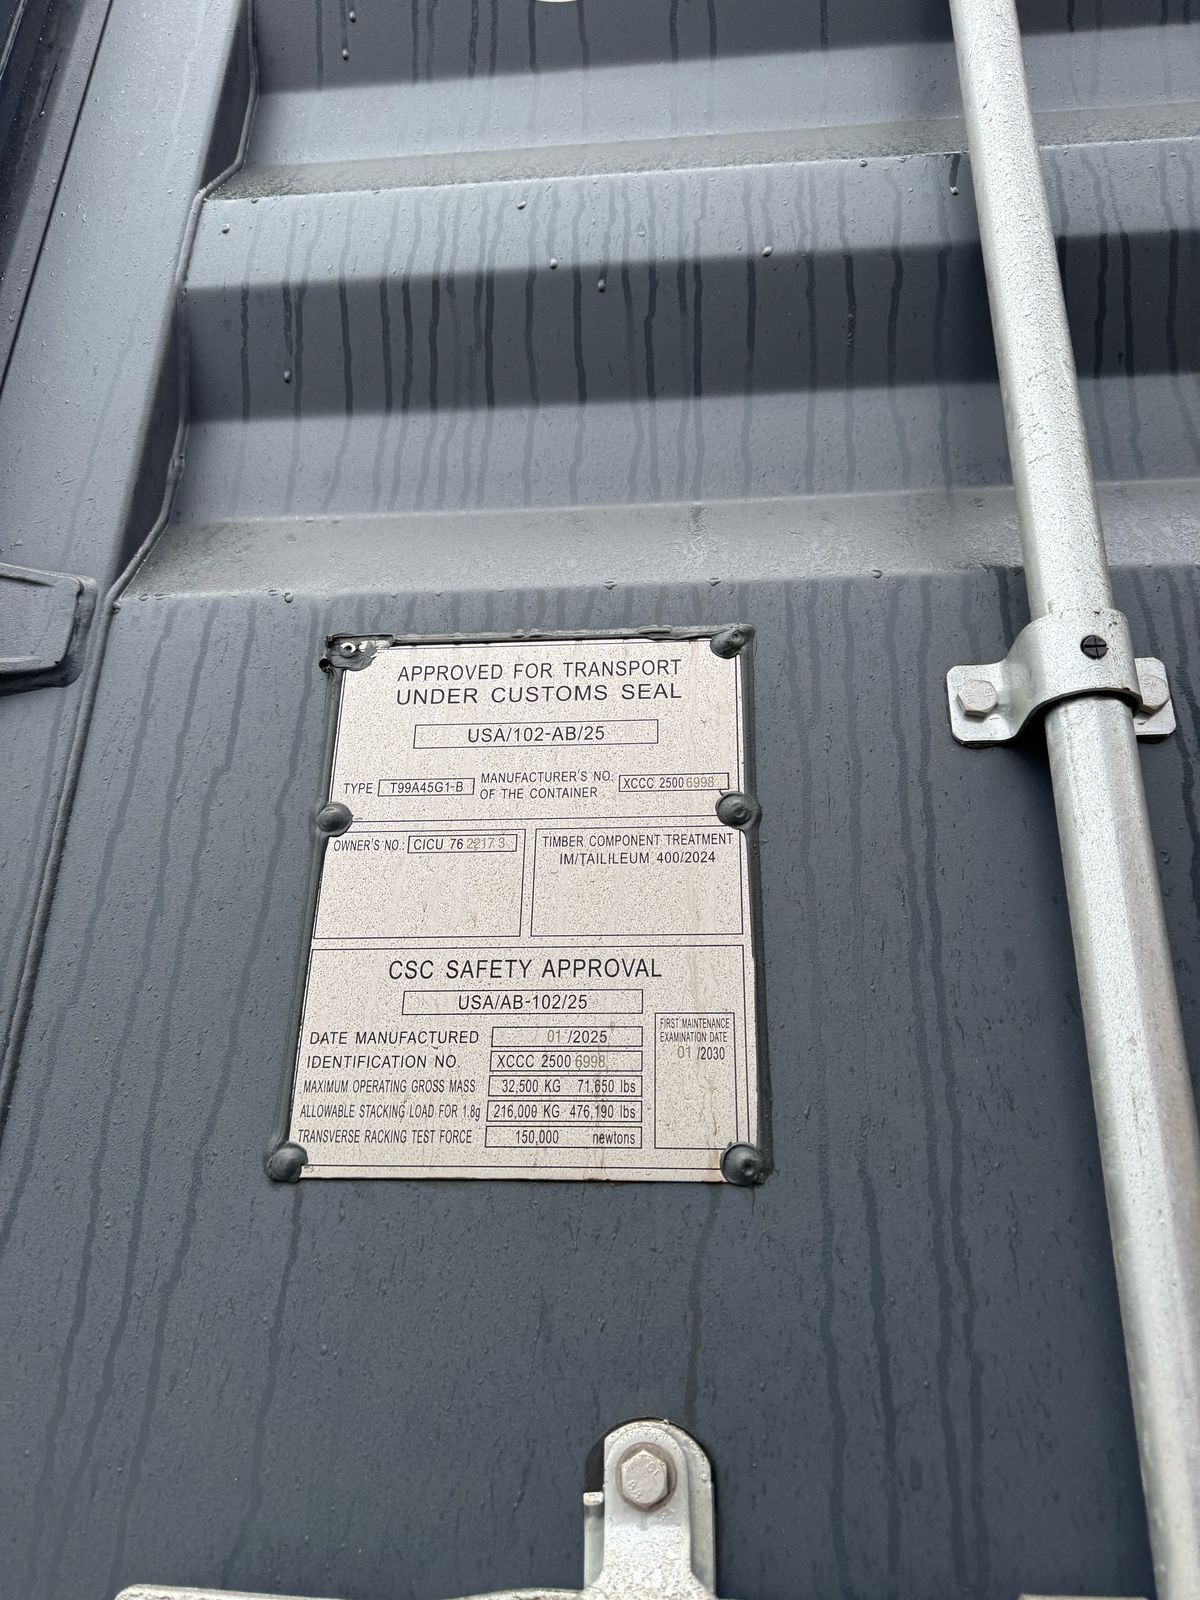 APPROVED FOR TRANSPORT
UNDER CUSTOMS SEAL
USA/102-AB/25
TYPE T99A45G1-B MANUFACTURER'S NO. OF THE CONTAINER XCCC 25006998
OWNER'S NO.: CICU 76 2217 3
TIMBER COMPONENT TREATMENT
IM/TAILILEUM 400/2024
CSC SAFETY APPROVAL
USA/AB-102/25
DATE MANUFACTURED 01 /2025
IDENTIFICATION NO. XCCC 2500 6998
MAXIMUM OPERATING GROSS MASS 32,500 KG 71,650 lbs
ALLOWABLE STACKING LOAD FOR 1.8g 216,000 KG 476,190 lbs
TRANSVERSE RACKING TEST FORCE 150,000 newtons
FIRST MAINTENANCE
EXAMINATION DATE
01 /2030